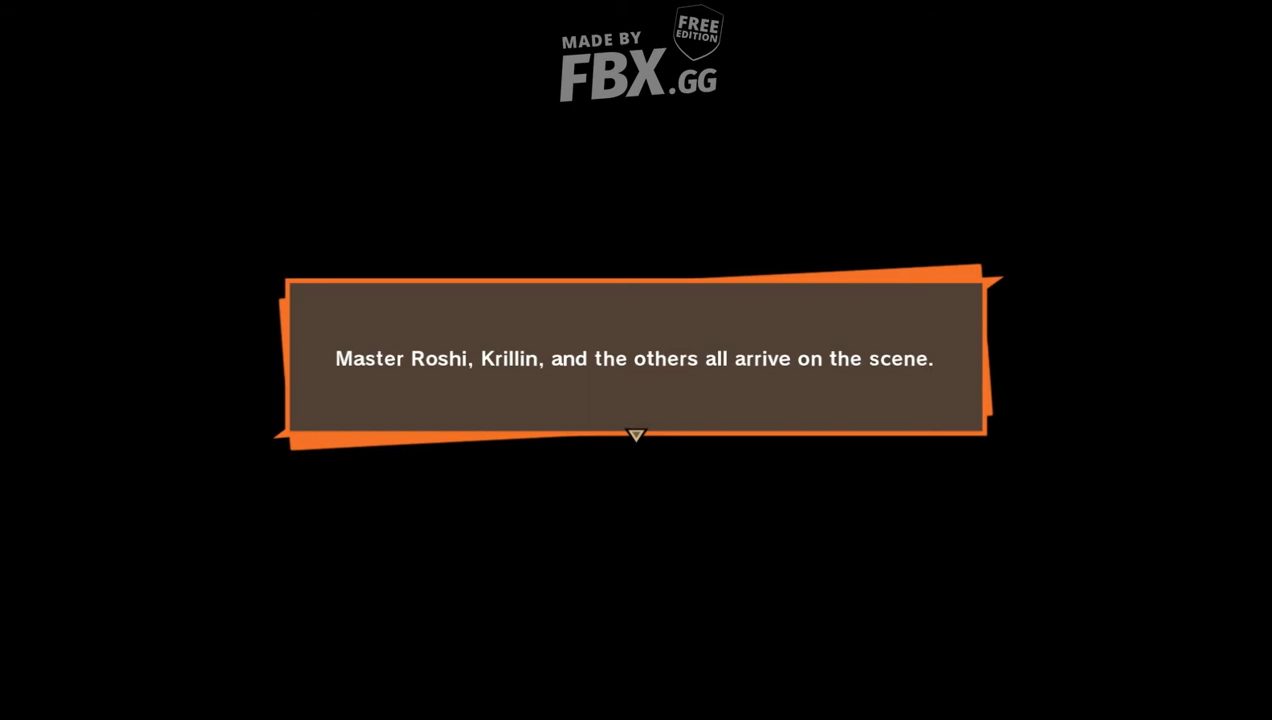 FREE
EDITION
MADE BY
FBX.GG
Master Roshi, Krillin, and the others all arrive on the scene.